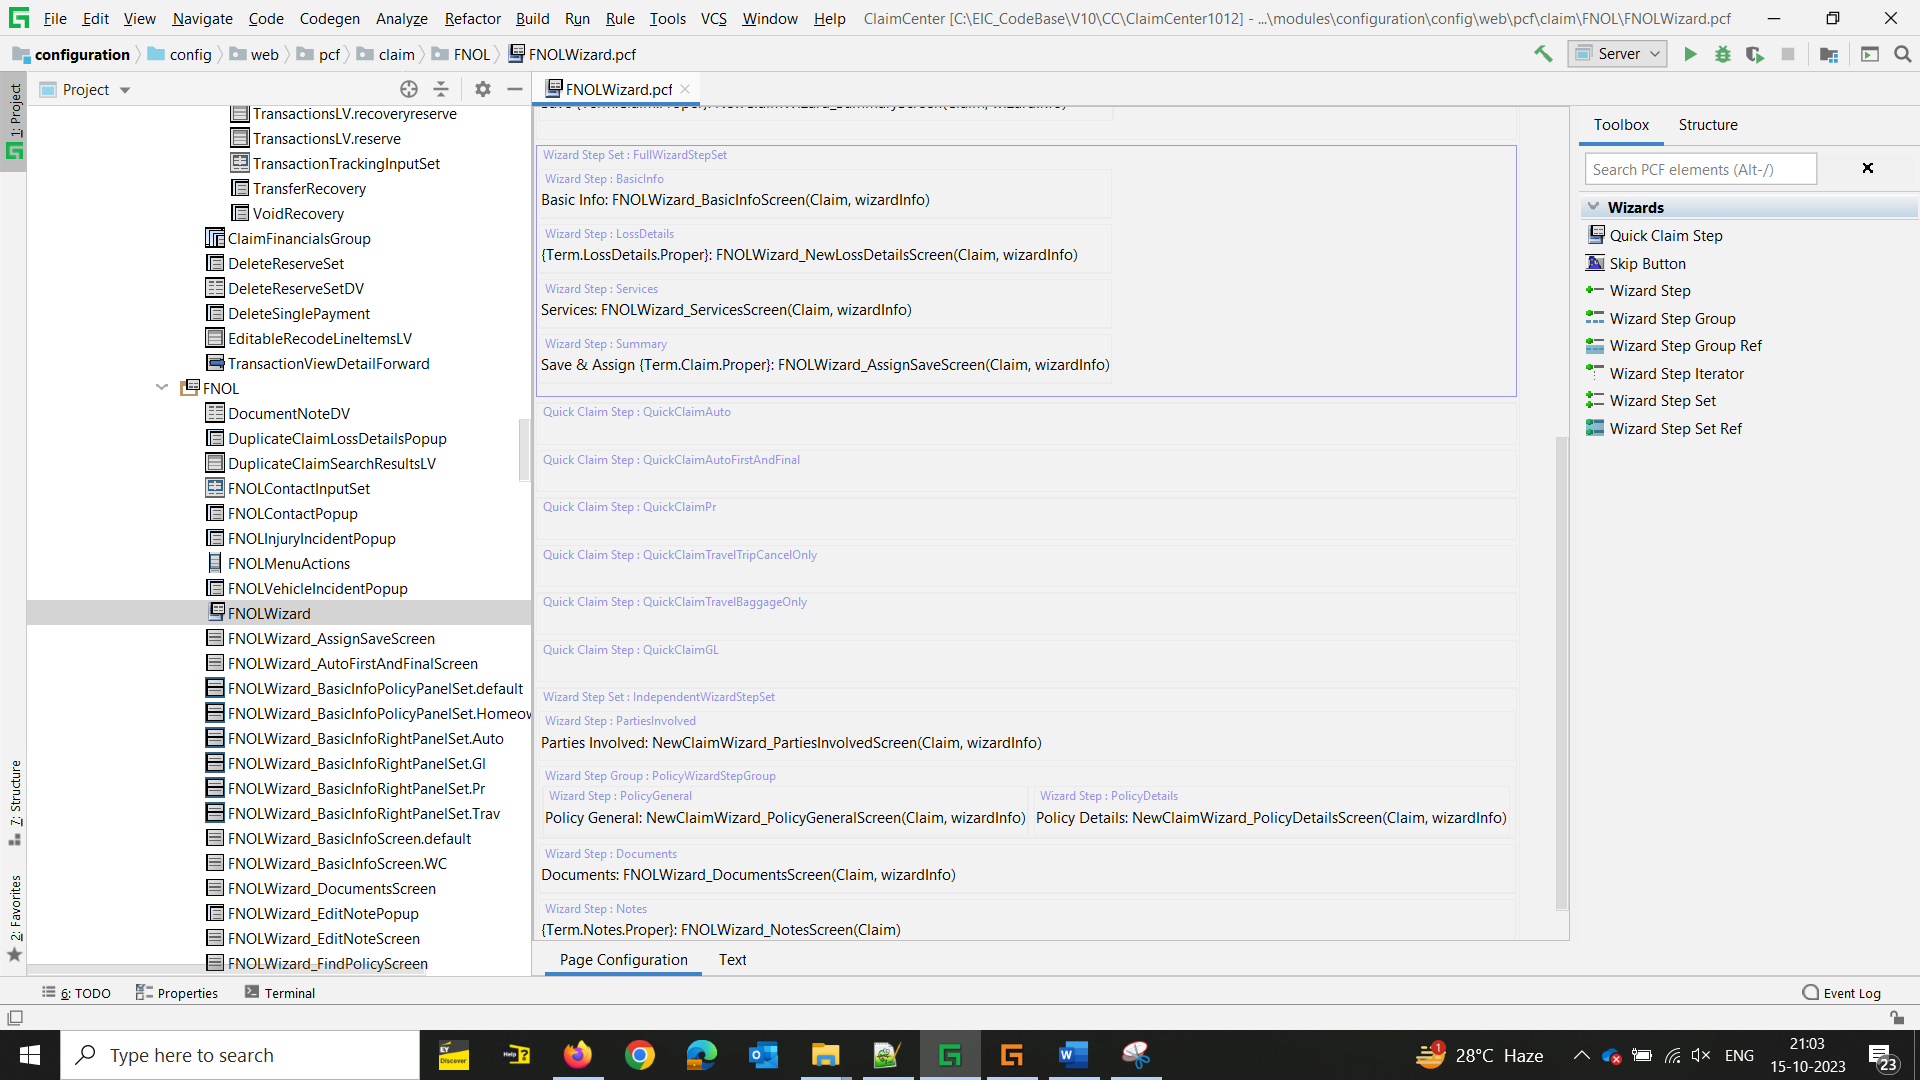 File Edit View Navigate Code Codegen Analyze Refactor Build Run Rule Tools VCS Window Help ClaimCenter [C:\EIC_CodeBase\V10\CC\ClaimCenter1012] - ...\modules\configuration\config\web\pcf\claim\FNOL\FNOLWizard.pcf
configuration config web pcf claim FNOL FNOLWizard.pcf
Server
1: Project
Project
FNOLWizard.pcf
TransactionsLV.recoveryreserve
TransactionsLV.reserve
TransactionTrackingInputSet
TransferRecovery
VoidRecovery
ClaimFinancialsGroup
DeleteReserveSet
DeleteReserveSetDV
DeleteSinglePayment
EditableRecodeLineItemsLV
TransactionViewDetailForward
FNOL
DocumentNoteDV
DuplicateClaimLossDetailsPopup
DuplicateClaimSearchResultsLV
FNOLContactInputSet
FNOLContactPopup
FNOLInjuryIncidentPopup
FNOLMenuActions
FNOLVehicleIncidentPopup
FNOLWizard
FNOLWizard_AssignSaveScreen
FNOLWizard_AutoFirstAndFinalScreen
FNOLWizard_BasicInfoPolicyPanelSet.default
FNOLWizard_BasicInfoPolicyPanelSet.Homeow
FNOLWizard_BasicInfoRightPanelSet.Auto
FNOLWizard_BasicInfoRightPanelSet.Gl
FNOLWizard_BasicInfoRightPanelSet.Pr
FNOLWizard_BasicInfoRightPanelSet.Trav
FNOLWizard_BasicInfoScreen.default
FNOLWizard_BasicInfoScreen.WC
FNOLWizard_DocumentsScreen
FNOLWizard_EditNotePopup
FNOLWizard_EditNoteScreen
FNOLWizard_FindPolicyScreen
7: Structure
2: Favorites
Wizard Step Set : FullWizardStepSet
Wizard Step : BasicInfo
Basic Info: FNOLWizard_BasicInfoScreen(Claim, wizardInfo)
Wizard Step : LossDetails
{Term.LossDetails.Proper}: FNOLWizard_NewLossDetailsScreen(Claim, wizardInfo)
Wizard Step : Services
Services: FNOLWizard_ServicesScreen(Claim, wizardInfo)
Wizard Step : Summary
Save & Assign {Term.Claim.Proper}: FNOLWizard_AssignSaveScreen(Claim, wizardInfo)
Quick Claim Step : QuickClaimAuto
Quick Claim Step : QuickClaimAutoFirstAndFinal
Quick Claim Step : QuickClaimPr
Quick Claim Step : QuickClaimTravelTripCancelOnly
Quick Claim Step : QuickClaimTravelBaggageOnly
Quick Claim Step : QuickClaimGL
Wizard Step Set : IndependentWizardStepSet
Wizard Step : PartiesInvolved
Parties Involved: NewClaimWizard_PartiesInvolvedScreen(Claim, wizardInfo)
Wizard Step Group : PolicyWizardStepGroup
Wizard Step : PolicyGeneral Wizard Step : PolicyDetails
Policy General: NewClaimWizard_PolicyGeneralScreen(Claim, wizardInfo) Policy Details: NewClaimWizard_PolicyDetailsScreen(Claim, wizardInfo)
Wizard Step : Documents
Documents: FNOLWizard_DocumentsScreen(Claim, wizardInfo)
Wizard Step : Notes
{Term.Notes.Proper}: FNOLWizard_NotesScreen(Claim)
Page Configuration Text
Toolbox Structure
Search PCF elements (Alt-/)
Wizards
Quick Claim Step
Skip Button
Wizard Step
Wizard Step Group
Wizard Step Group Ref
Wizard Step Iterator
Wizard Step Set
Wizard Step Set Ref
6: TODO Properties Terminal Event Log
Type here to search
EY Discover
Help ?
28°C Haze
ENG
21:03
15-10-2023
23